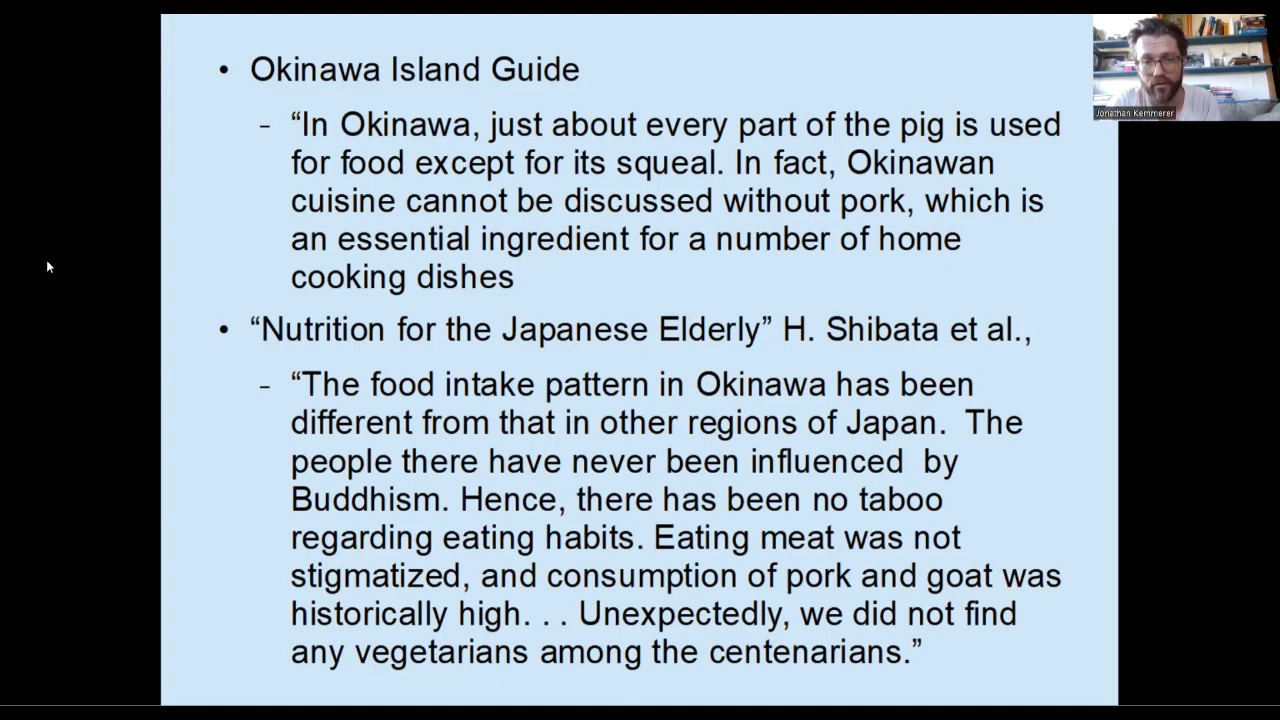 • Okinawa Island Guide
– “In Okinawa, just about every part of the pig is used
for food except for its squeal. In fact, Okinawan
cuisine cannot be discussed without pork, which is
an essential ingredient for a number of home
cooking dishes
• “Nutrition for the Japanese Elderly” H. Shibata et al.,
– “The food intake pattern in Okinawa has been
different from that in other regions of Japan.  The
people there have never been influenced  by
Buddhism. Hence, there has been no taboo
regarding eating habits. Eating meat was not
stigmatized, and consumption of pork and goat was
historically high. . . Unexpectedly, we did not find
any vegetarians among the centenarians.”
Jonathan Kemmerer